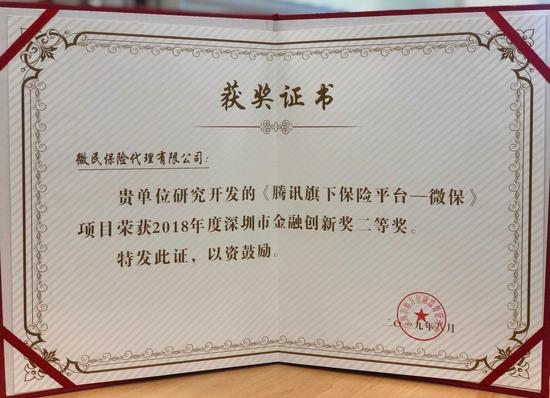 获奖证书
微民保险代理有限公司：
贵单位研究开发的《腾讯旗下保险平台—微保》
项目荣获2018年度深圳市金融创新奖二等奖。
特发此证，以资鼓励。
二〇一九年八月